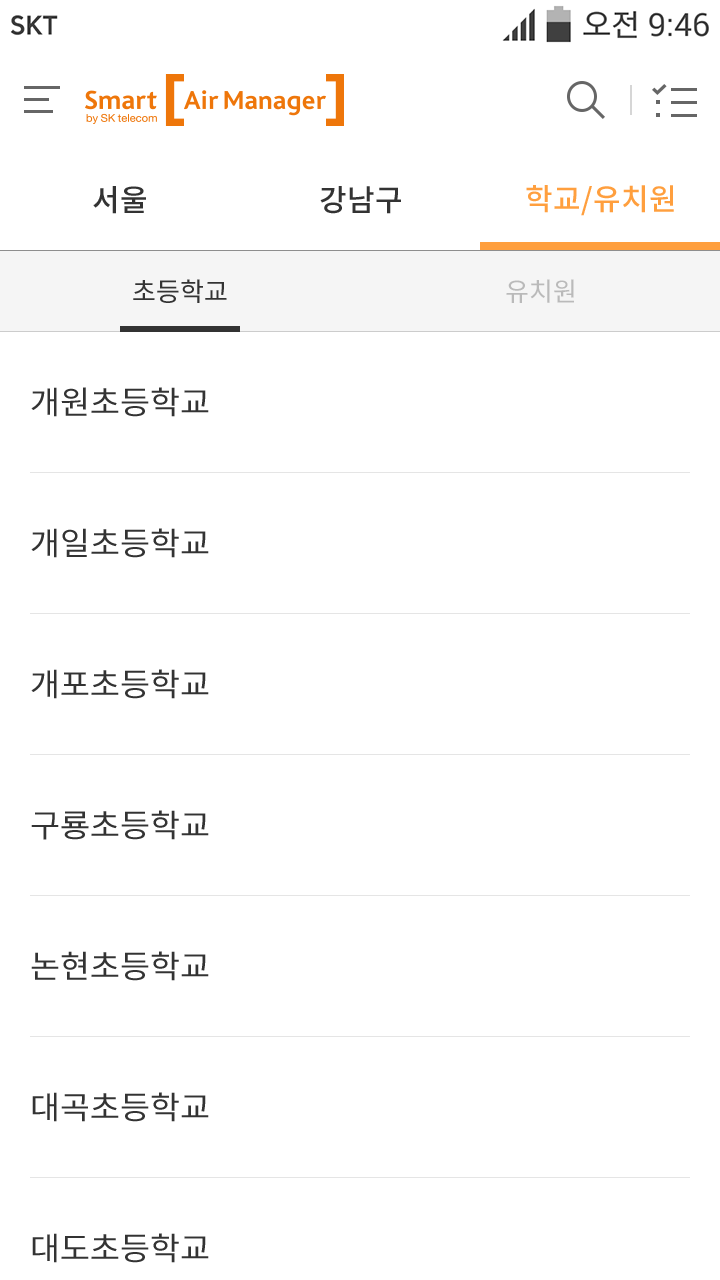 SKT 오전 9:46
Smart [Air Manager]
by SK telecom
서울 강남구 학교/유치원
초등학교 유치원
개원초등학교
개일초등학교
개포초등학교
구룡초등학교
논현초등학교
대곡초등학교
대도초등학교